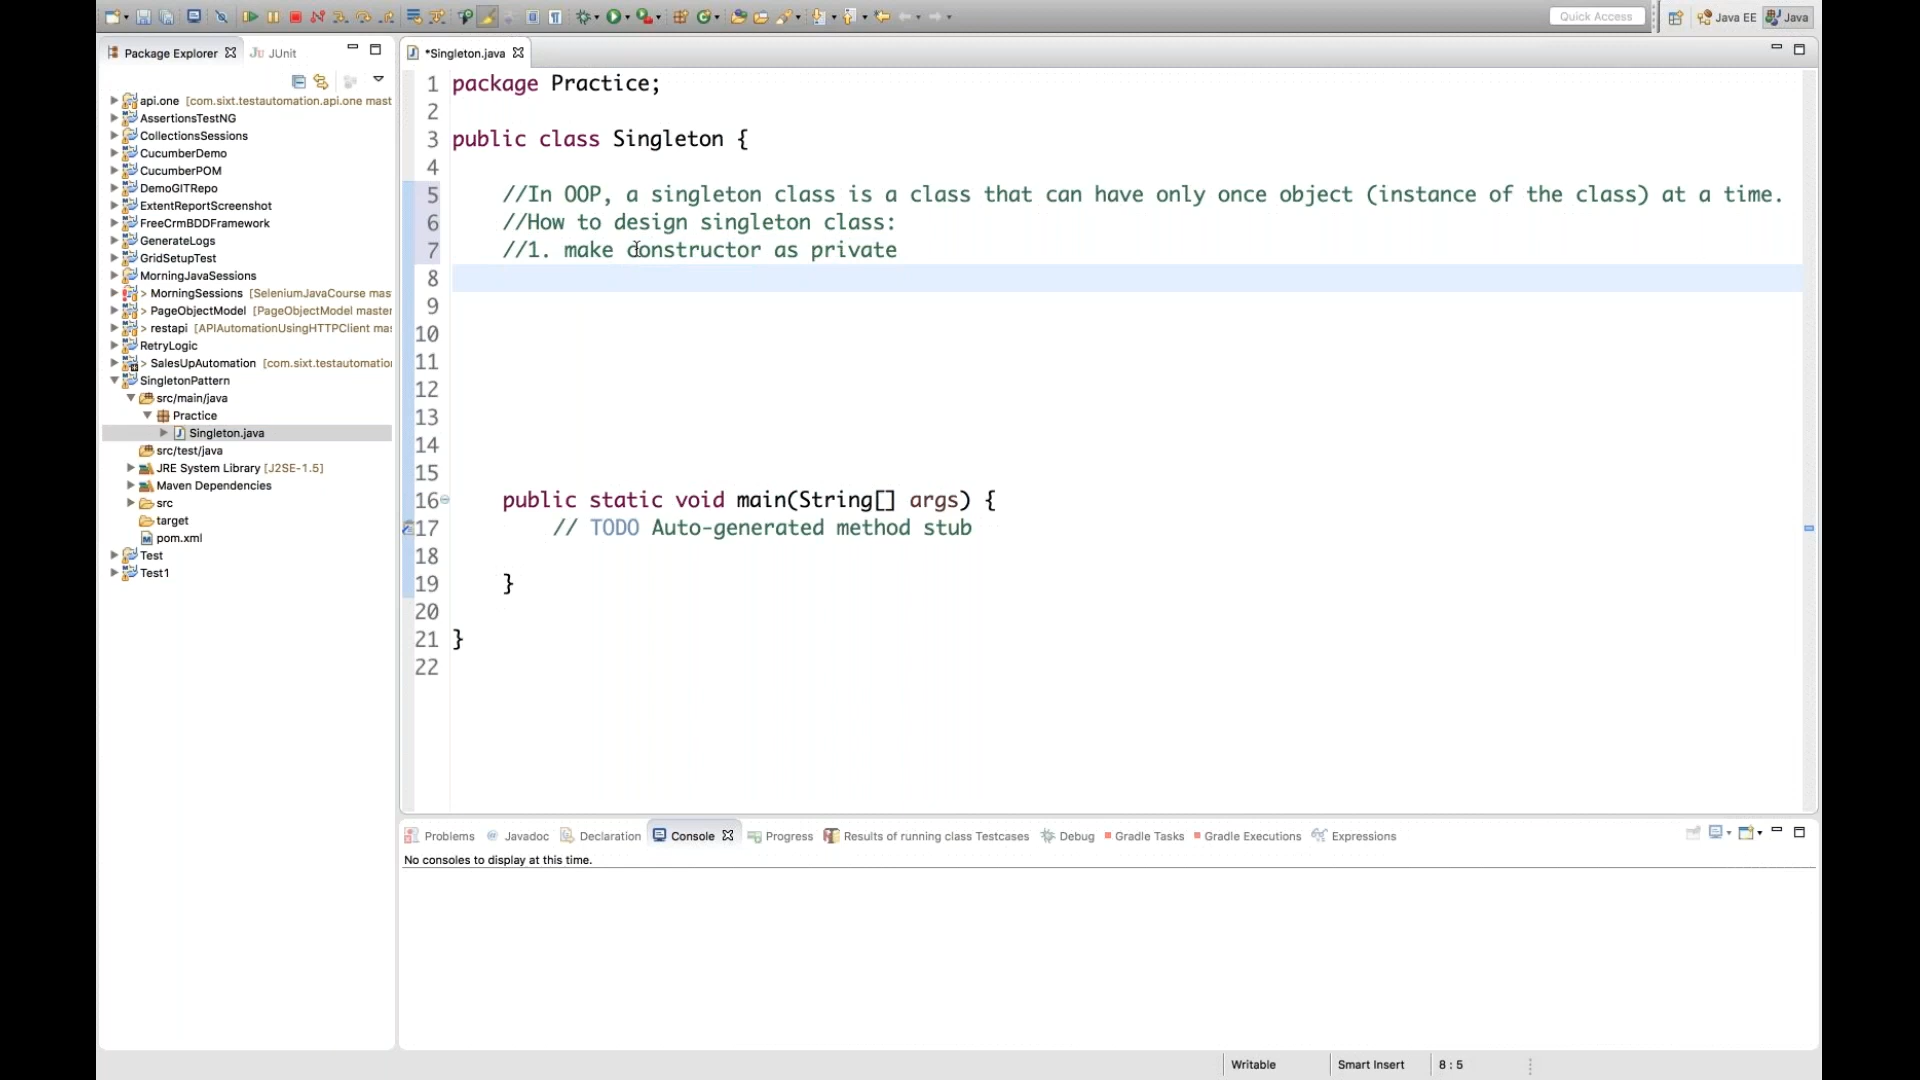 Quick Access
Java EE
Java
Package Explorer
JUnit
*Singleton.java
api.one [com.sixt.testautomation.api.one mast
AssertionsTestNG
CollectionsSessions
CucumberDemo
CucumberPOM
DemoGITRepo
ExtentReportScreenshot
FreeCrmBDDFramework
GenerateLogs
GridSetupTest
MorningJavaSessions
> MorningSessions [SeleniumJavaCourse mas
> PageObjectModel [PageObjectModel master
> restapi [APIAutomationUsingHTTPClient mas
RetryLogic
> SalesUpAutomation [com.sixt.testautomatio
SingletonPattern
src/main/java
Practice
Singleton.java
src/test/java
JRE System Library [J2SE-1.5]
Maven Dependencies
src
target
pom.xml
Test
Test1
1 package Practice;
2
3 public class Singleton {
4
5 //In OOP, a singleton class is a class that can have only once object (instance of the class) at a time.
6 //How to design singleton class:
7 //1. make constructor as private
8
9
10
11
12
13
14
15
16 public static void main(String[] args) {
17 // TODO Auto-generated method stub
18
19 }
20
21 }
22
Problems
Javadoc
Declaration
Console
Progress
Results of running class Testcases
Debug
Gradle Tasks
Gradle Executions
Expressions
No consoles to display at this time.
Writable
Smart Insert
8 : 5